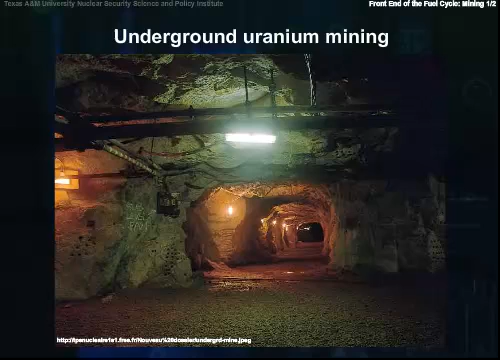 Texas A&M University Nuclear Security Science and Policy Institute
Front End of the Fuel Cycle: Mining 1/2
Underground uranium mining